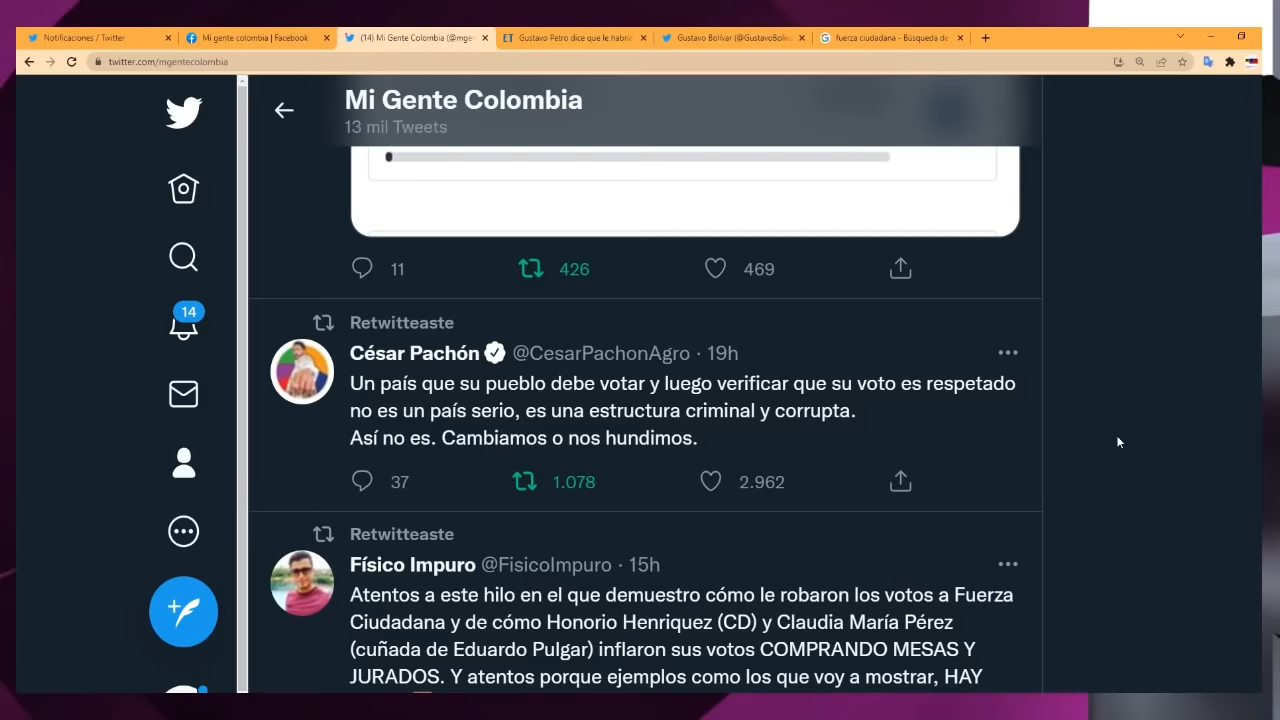 Notificaciones / Twitter
Mi gente colombia | Facebook
(14) Mi Gente Colombia (@mge
Gustavo Petro dice que le habría
Gustavo Bolívar (@GustavoBoliv
fuerza ciudadana - Búsqueda de
twitter.com/mgentecolombia
Mi Gente Colombia
13 mil Tweets
11 426 469
14
Retwitteaste
César Pachón @CesarPachonAgro · 19h
Un país que su pueblo debe votar y luego verificar que su voto es respetado
no es un país serio, es una estructura criminal y corrupta.
Así no es. Cambiamos o nos hundimos.
37 1.078 2.962
Retwitteaste
Físico Impuro @FisicoImpuro · 15h
Atentos a este hilo en el que demuestro cómo le robaron los votos a Fuerza
Ciudadana y de cómo Honorio Henriquez (CD) y Claudia María Pérez
(cuñada de Eduardo Pulgar) inflaron sus votos COMPRANDO MESAS Y
JURADOS. Y atentos porque ejemplos como los que voy a mostrar, HAY